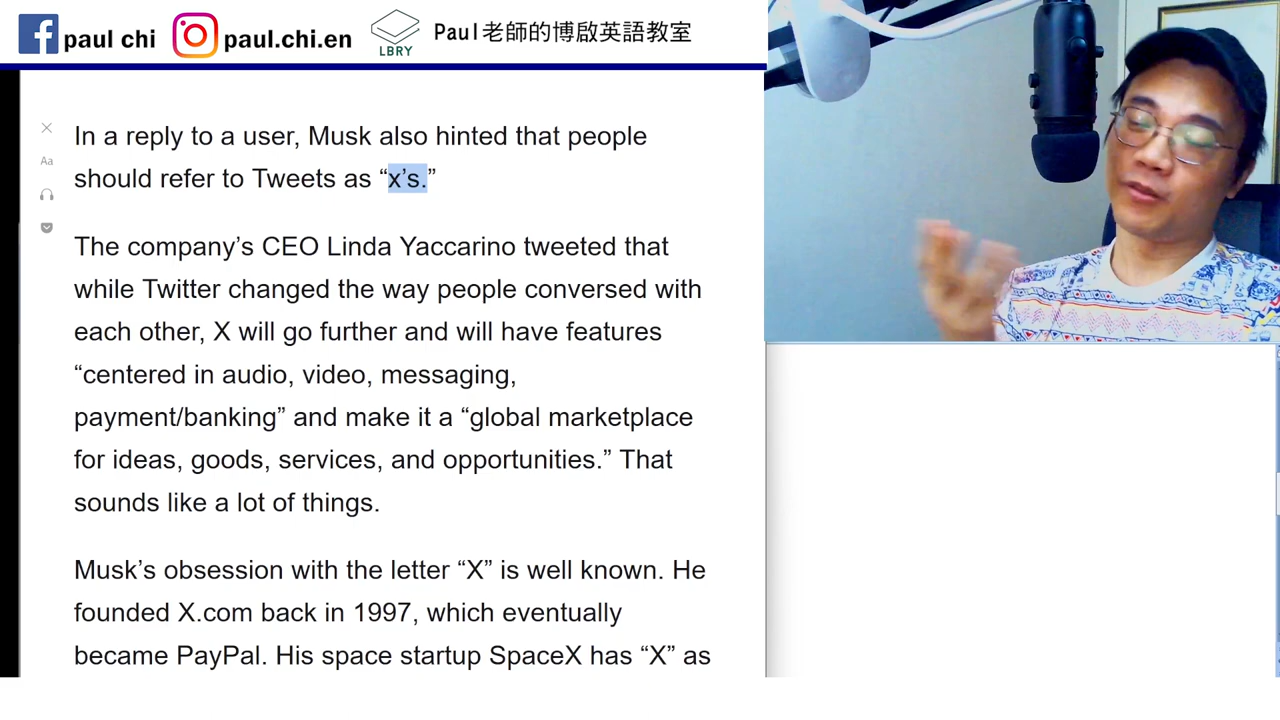 paul chi
paul.chi.en
LBRY
Paul老師的博啟英語教室
Aa
In a reply to a user, Musk also hinted that people
should refer to Tweets as “x’s.”
The company’s CEO Linda Yaccarino tweeted that
while Twitter changed the way people conversed with
each other, X will go further and will have features
“centered in audio, video, messaging,
payment/banking” and make it a “global marketplace
for ideas, goods, services, and opportunities.” That
sounds like a lot of things.
Musk’s obsession with the letter “X” is well known. He
founded X.com back in 1997, which eventually
became PayPal. His space startup SpaceX has “X” as